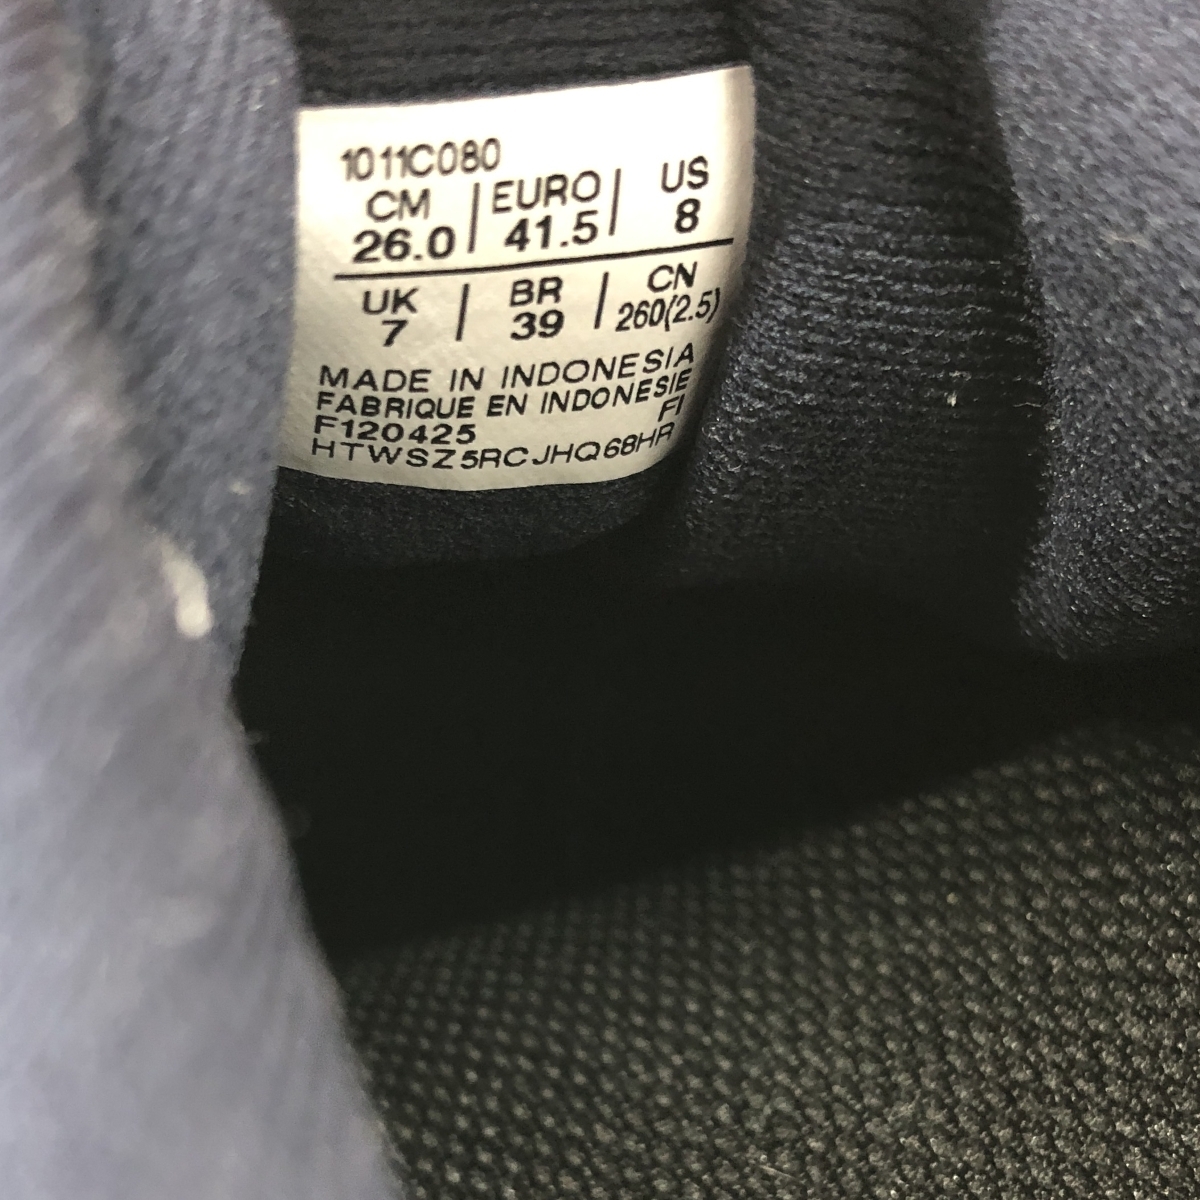 1011C080
CM | EURO | US
26.0 | 41.5 | 8
UK | BR | CN
7 | 39 | 260(2.5)
MADE IN INDONESIA
FABRIQUE EN INDONESIE
F120425 FI
HTWSZ5RCJHQ68HR